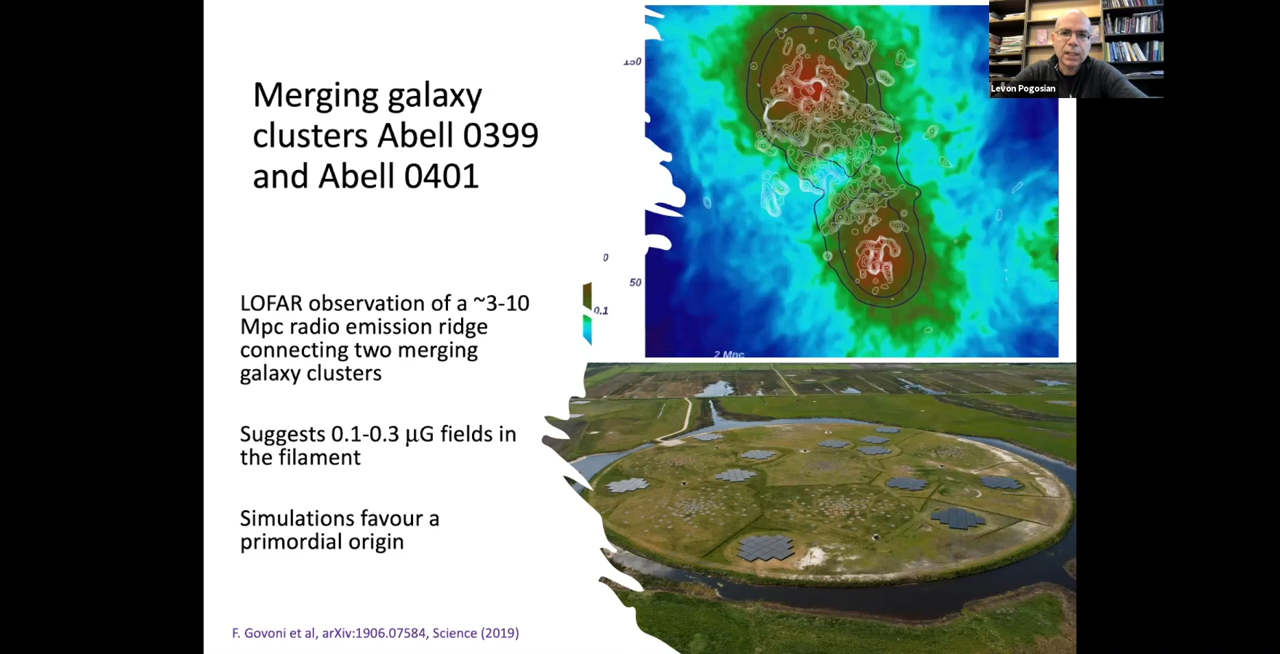 Merging galaxy
clusters Abell 0399
and Abell 0401
LOFAR observation of a ~3-10
Mpc radio emission ridge
connecting two merging
galaxy clusters
Suggests 0.1-0.3 μG fields in
the filament
Simulations favour a
primordial origin
F. Govoni et al, arXiv:1906.07584, Science (2019)
150
0
50
0.1
2 Mpc
Levon Pogosian